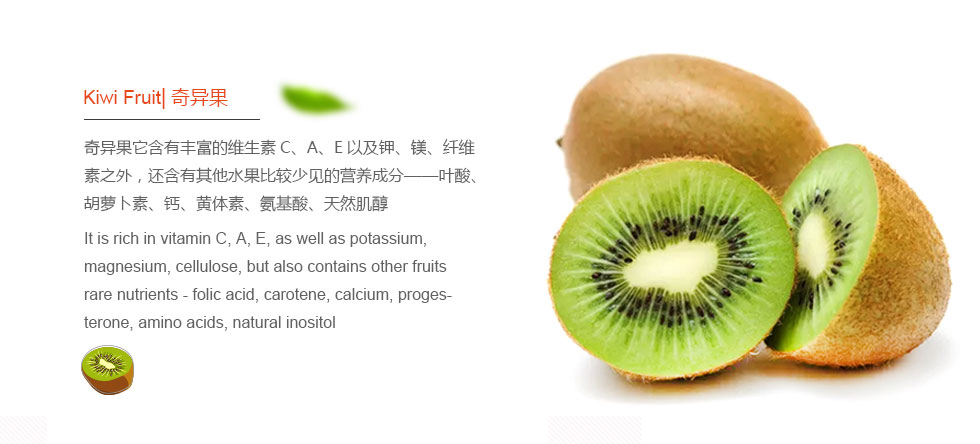 Kiwi Fruit| 奇异果
奇异果它含有丰富的维生素 C、A、E 以及钾、镁、纤维
素之外，还含有其他水果比较少见的营养成分——叶酸、
胡萝卜素、钙、黄体素、氨基酸、天然肌醇
It is rich in vitamin C, A, E, as well as potassium,
magnesium, cellulose, but also contains other fruits
rare nutrients - folic acid, carotene, calcium, proges-
terone, amino acids, natural inositol